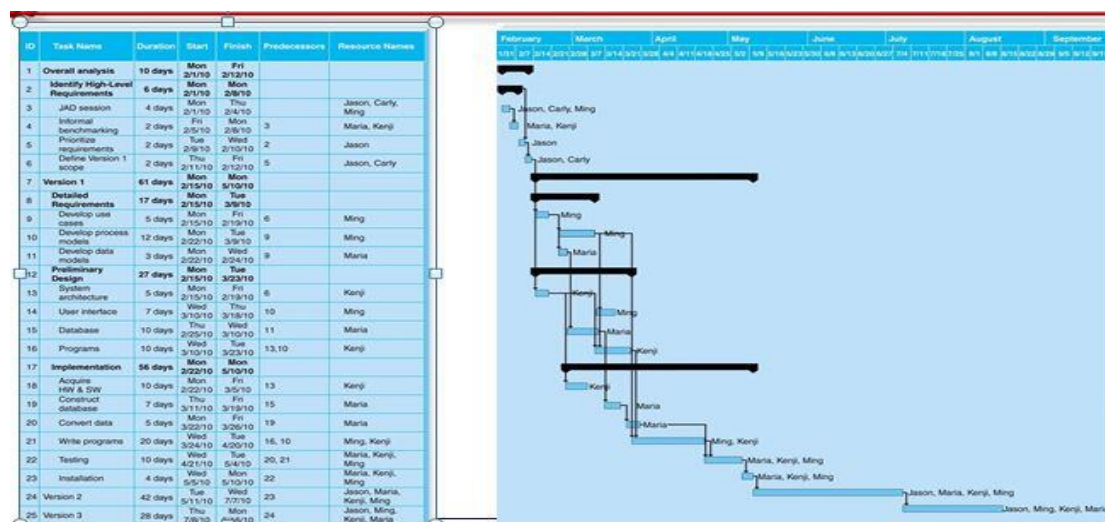 ID Task Name Duration Start Finish Predecessors Resource Names
1 Overall analysis 10 days Mon 2/1/10 Fri 2/12/10
2 Identify High-Level Requirements 6 days Mon 2/1/10 Mon 2/8/10
3 JAD session 4 days Mon 2/1/10 Thu 2/4/10 Jason, Carly, Ming
4 Informal benchmarking 2 days Fri 2/5/10 Mon 2/8/10 3 Maria, Kenji
5 Prioritize requirements 2 days Tue 2/9/10 Wed 2/10/10 2 Jason
6 Define Version 1 scope 2 days Thu 2/11/10 Fri 2/12/10 5 Jason, Carly
7 Version 1 61 days Mon 2/15/10 Mon 5/10/10
8 Detailed Requirements 17 days Mon 2/15/10 Tue 3/9/10
9 Develop use cases 5 days Mon 2/15/10 Fri 2/19/10 6 Ming
10 Develop process models 12 days Mon 2/22/10 Tue 3/9/10 9 Ming
11 Develop data models 3 days Mon 2/22/10 Wed 2/24/10 9 Maria
12 Preliminary Design 27 days Mon 2/15/10 Tue 3/23/10
13 System architecture 5 days Mon 2/15/10 Fri 2/19/10 6 Kenji
14 User interface 7 days Wed 3/10/10 Thu 3/18/10 10 Ming
15 Database 10 days Thu 2/25/10 Wed 3/10/10 11 Maria
16 Programs 10 days Wed 3/10/10 Tue 3/23/10 13,10 Kenji
17 Implementation 56 days Mon 2/22/10 Mon 5/10/10
18 Acquire HW & SW 10 days Mon 2/22/10 Fri 3/5/10 13 Kenji
19 Construct database 7 days Thu 3/11/10 Fri 3/19/10 15 Maria
20 Convert data 5 days Mon 3/22/10 Fri 3/26/10 19 Maria
21 Write programs 20 days Wed 3/24/10 Tue 4/20/10 16, 10 Ming, Kenji
22 Testing 10 days Wed 4/21/10 Tue 5/4/10 20, 21 Maria, Kenji, Ming
23 Installation 4 days Wed 5/5/10 Mon 5/10/10 22 Maria, Kenji, Ming
24 Version 2 42 days Tue 5/11/10 Wed 7/7/10 23 Jason, Maria, Kenji, Ming
25 Version 3 28 days Thu 7/8/10 Mon 24 Jason, Ming, Kenji, Maria
February March April May June July August September
Jason, Carly, Ming
Maria, Kenji
Jason
Jason, Carly
Ming
Ming
Maria
Kenji
Ming
Maria
Kenji
Kenji
Maria
Maria
Ming, Kenji
Maria, Kenji, Ming
Maria, Kenji, Ming
Jason, Maria, Kenji, Ming
Jason, Ming, Kenji, Maria